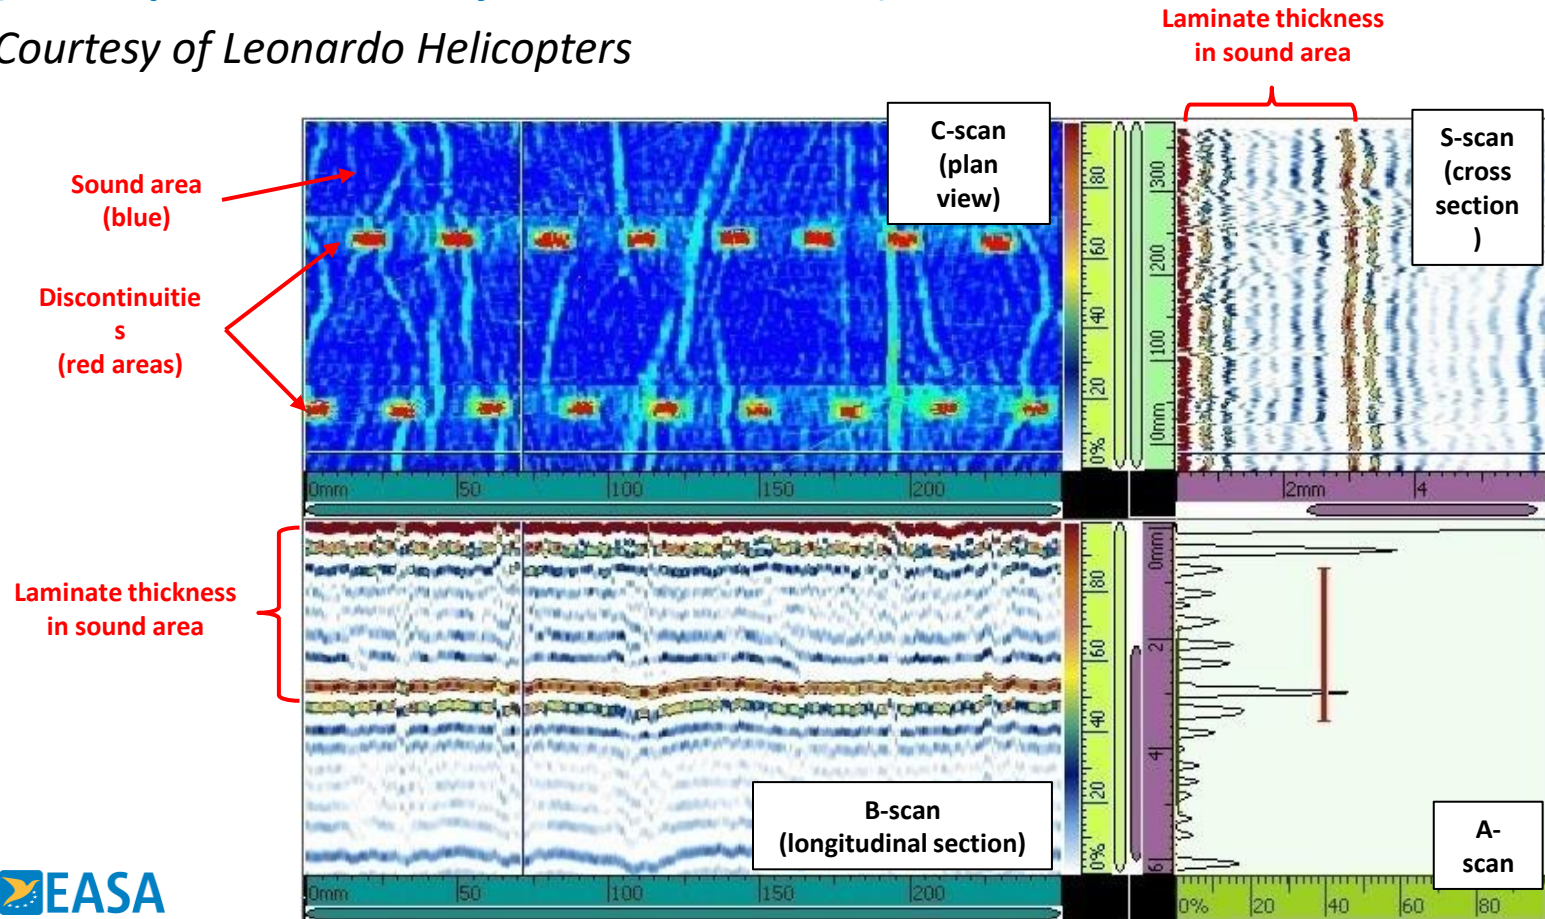 Courtesy of Leonardo Helicopters
Laminate thickness
in sound area
C-scan
(plan
view)
S-scan
(cross
section
)
Sound area
(blue)
Discontinuitie
s
(red areas)
80
60
40
20
0%
300
200
100
0mm
0mm
50
100
150
200
2mm
4
Laminate thickness
in sound area
B-scan
(longitudinal section)
80
60
40
20
0%
0mm
2
4
6
A-
scan
0mm
50
100
150
200
0%
20
40
60
80
EASA